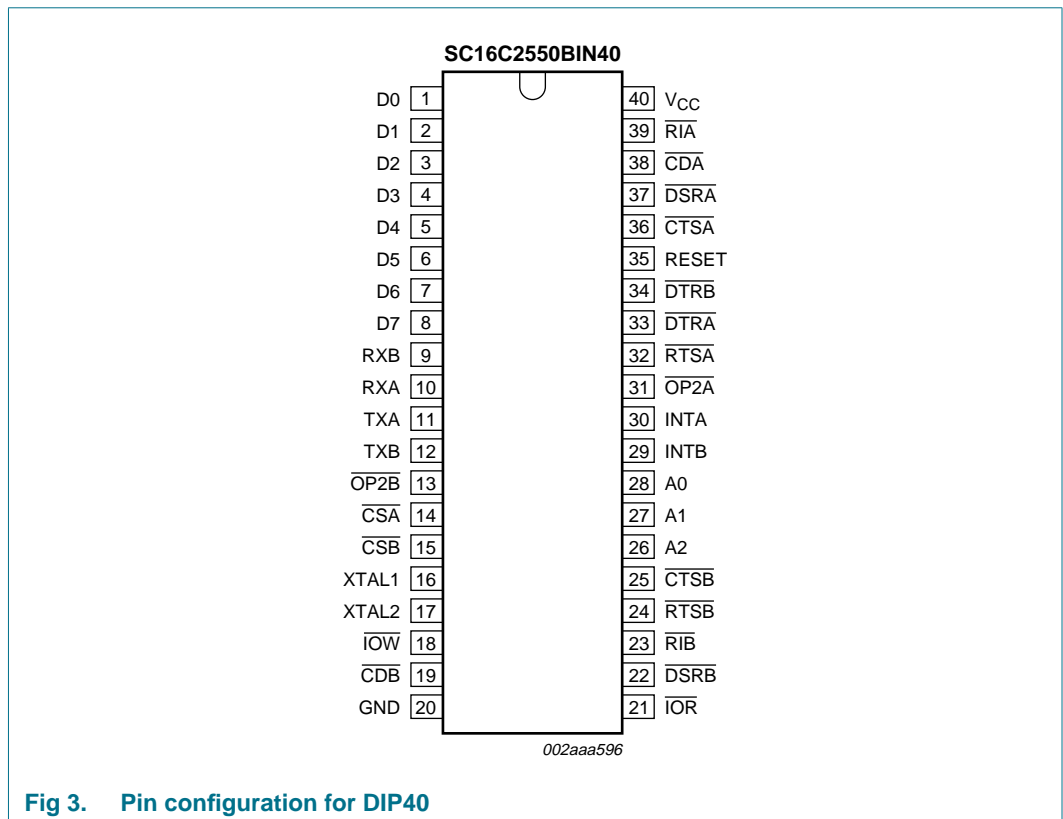 SC16C2550BIN40
D0 1 40 VCC
D1 2 39 RIA
D2 3 38 CDA
D3 4 37 DSRA
D4 5 36 CTSA
D5 6 35 RESET
D6 7 34 DTRB
D7 8 33 DTRA
RXB 9 32 RTSA
RXA 10 31 OP2A
TXA 11 30 INTA
TXB 12 29 INTB
OP2B 13 28 A0
CSA 14 27 A1
CSB 15 26 A2
XTAL1 16 25 CTSB
XTAL2 17 24 RTSB
IOW 18 23 RIB
CDB 19 22 DSRB
GND 20 21 IOR
002aaa596
Fig 3. Pin configuration for DIP40